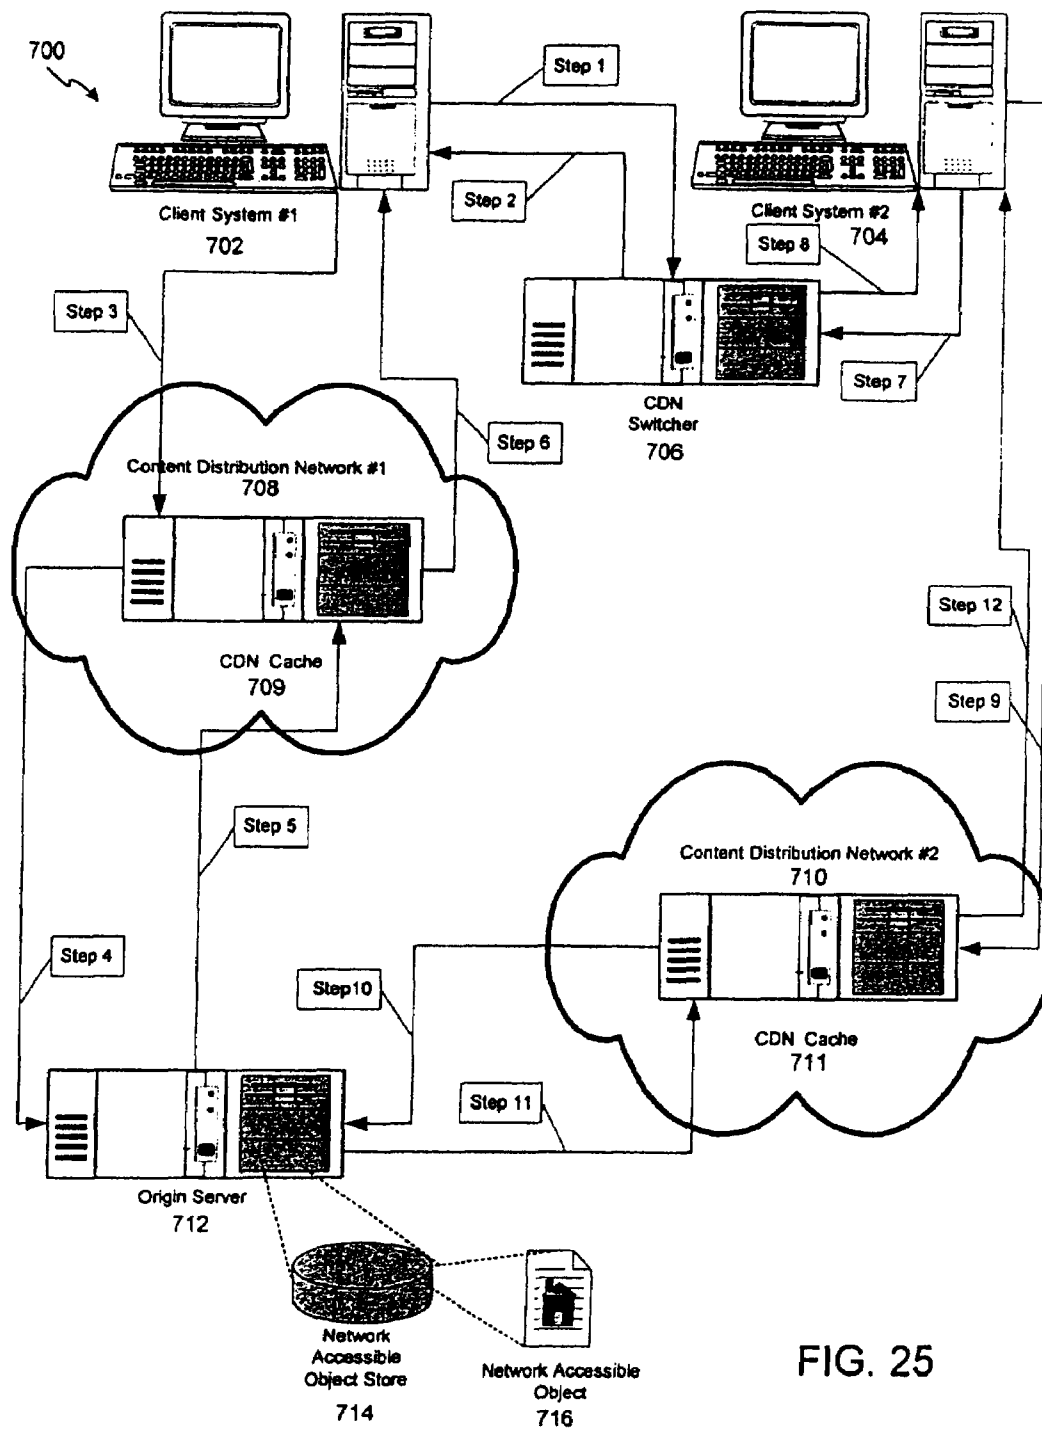 700
Step 1
Step 2
Client System #1
702
Client System #2
704
Step 8
Step 3
Step 7
CDN
Switcher
706
Step 6
Content Distribution Network #1
708
Step 12
CDN Cache
709
Step 9
Step 5
Content Distribution Network #2
710
Step 4
Step10
CDN Cache
711
Step 11
Origin Server
712
Network
Accessible
Object Store
714
Network Accessible
Object
716
FIG. 25